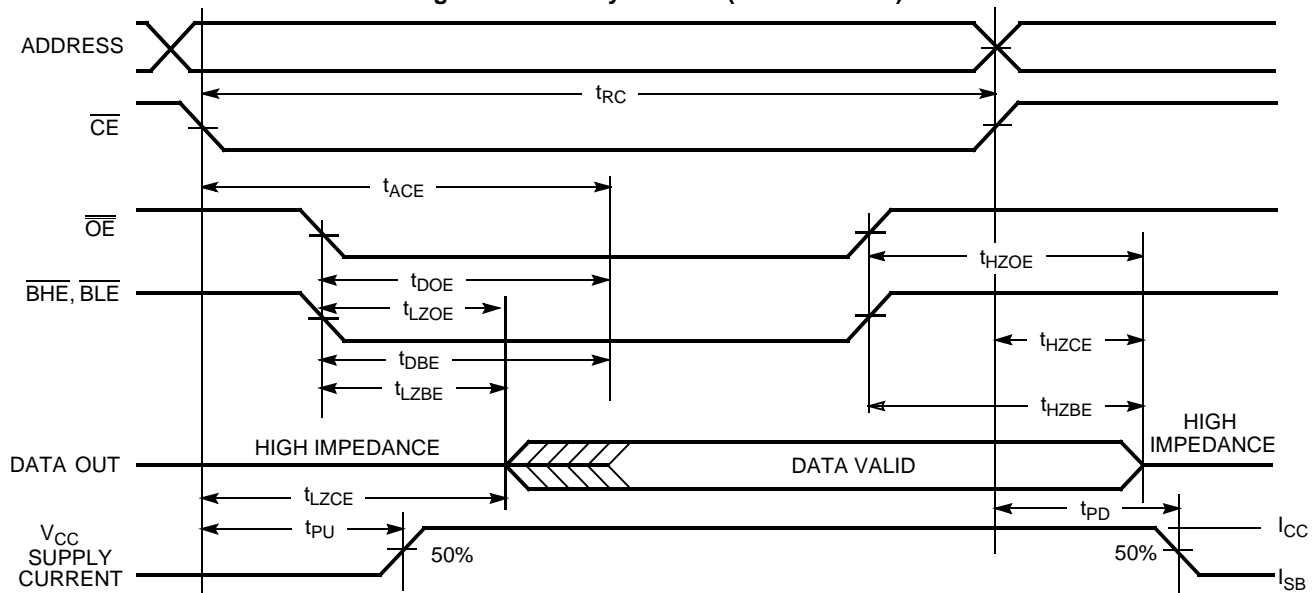 ADDRESS
tRC
CE
tACE
OE
tHZOE
tDOE
BHE, BLE
tLZOE
tHZCE
tDBE
tLZBE
tHZBE
HIGH IMPEDANCE
HIGH
IMPEDANCE
DATA OUT
DATA VALID
tLZCE
tPU
tPD
VCC
SUPPLY
CURRENT
50%
50%
ICC
ISB